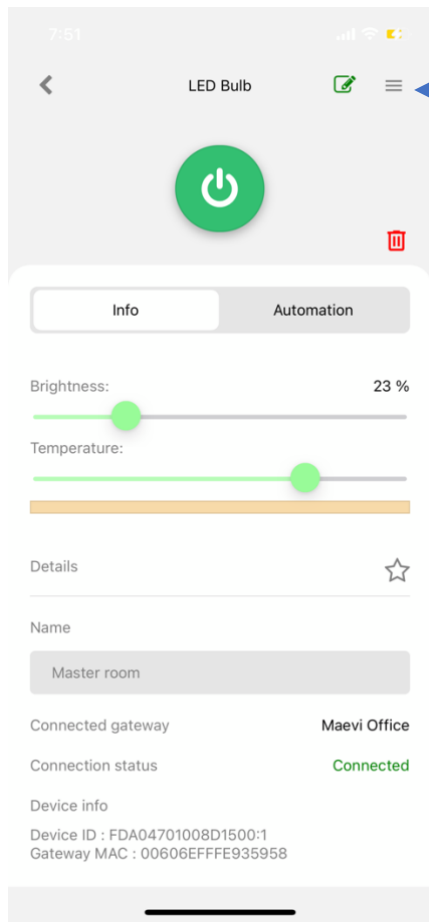 7:51
LED Bulb
Info Automation
Brightness: 23 %
Temperature:
Details
Name
Master room
Connected gateway Maevi Office
Connection status Connected
Device info
Device ID : FDA04701008D1500:1
Gateway MAC : 00606EFFFE935958